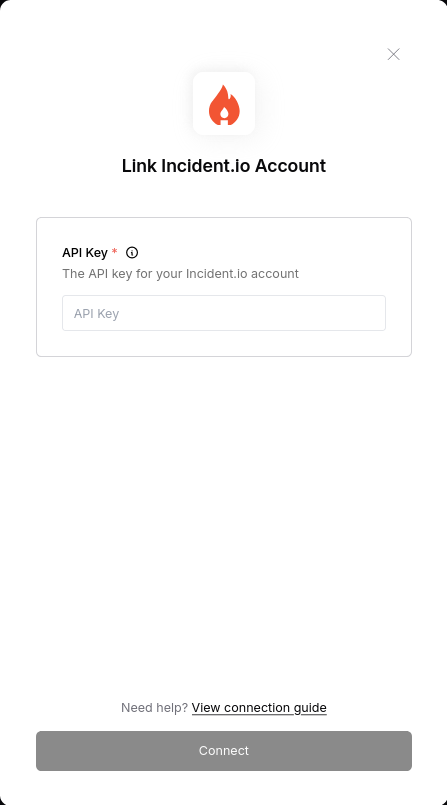 Link Incident.io Account
API Key *
The API key for your Incident.io account
API Key
Need help? View connection guide
Connect